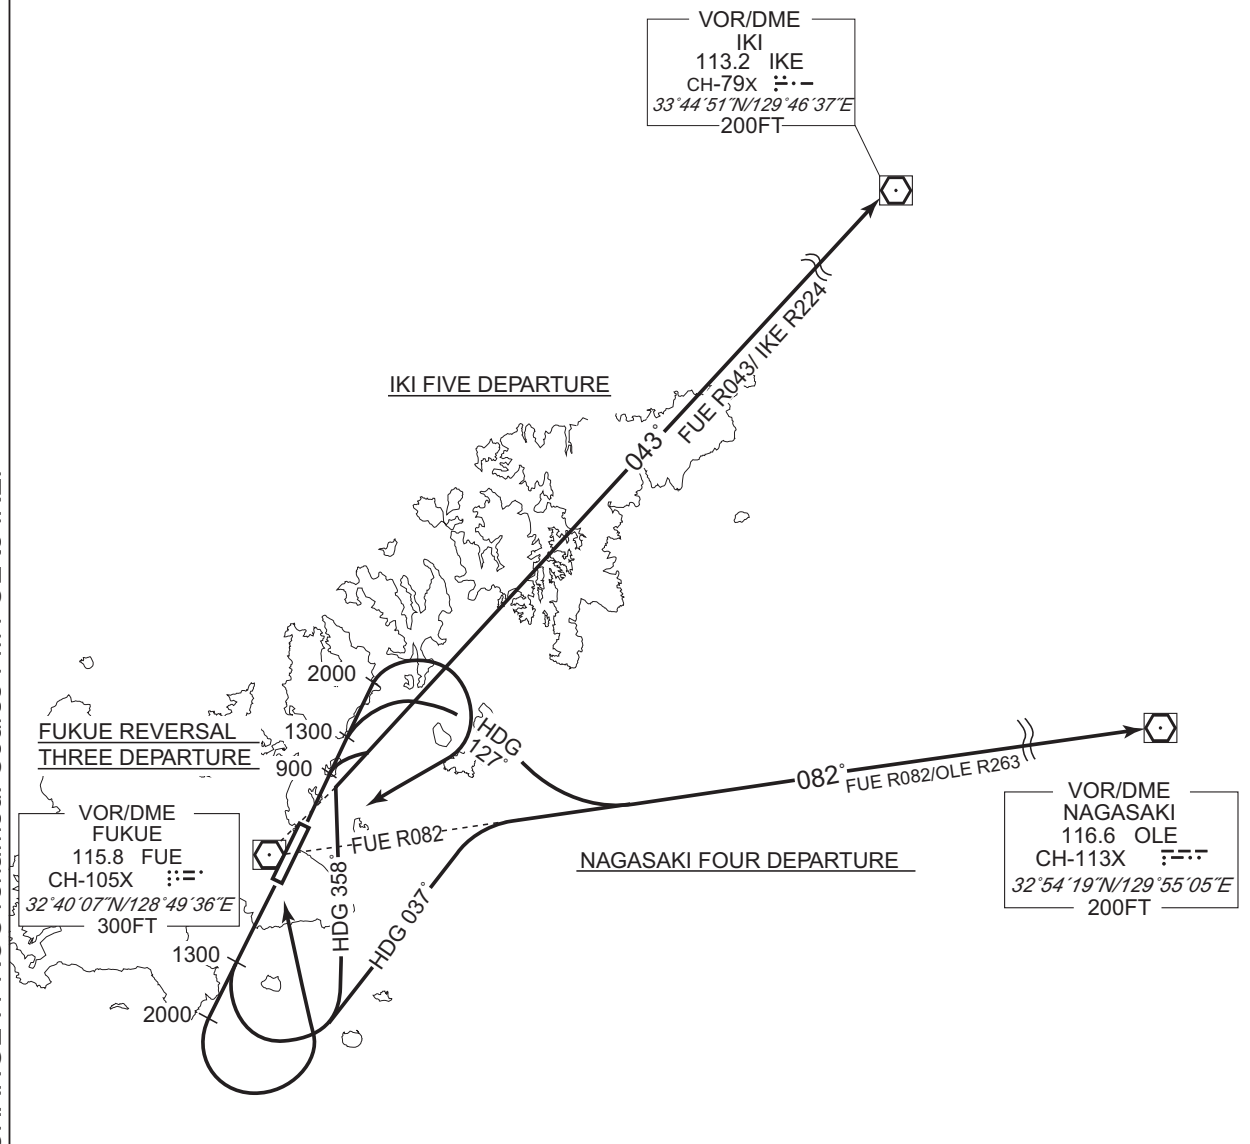 VOR/DME
IKI
113.2 IKE
CH-79X
33°44´51˝N/129°46´37˝E
200FT
FUE R043/ IKE R224
IKI FIVE DEPARTURE
043°
2000
1300
900
FUKUE REVERSAL
THREE DEPARTURE
HDG
127°
082°
FUE R082/OLE R263
VOR/DME
FUKUE
115.8 FUE
CH-105X
32°40´07˝N/128°49´36˝E
300FT
FUE R082
NAGASAKI FOUR DEPARTURE
VOR/DME
NAGASAKI
116.6 OLE
CH-113X
32°54´19˝N/129°55´05˝E
200FT
HDG 358°
HDG 037°
1300
2000